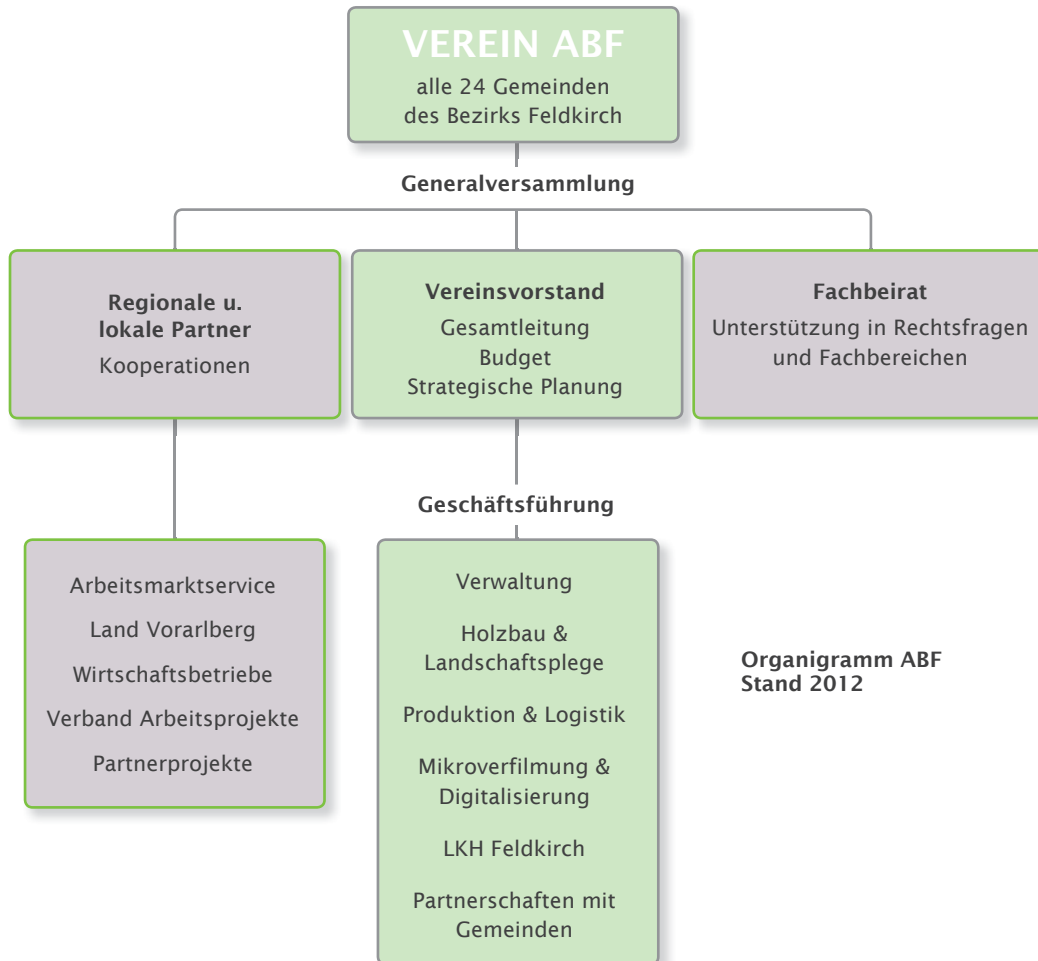 VEREIN ABF
alle 24 Gemeinden
des Bezirks Feldkirch
Generalversammlung
Regionale u.
lokale Partner
Kooperationen
Vereinsvorstand
Gesamtleitung
Budget
Strategische Planung
Fachbeirat
Unterstützung in Rechtsfragen
und Fachbereichen
Geschäftsführung
Arbeitsmarktservice
Land Vorarlberg
Wirtschaftsbetriebe
Verband Arbeitsprojekte
Partnerprojekte
Verwaltung
Holzbau &
Landschaftsplege
Produktion & Logistik
Mikroverfilmung &
Digitalisierung
LKH Feldkirch
Partnerschaften mit
Gemeinden
Organigramm ABF
Stand 2012